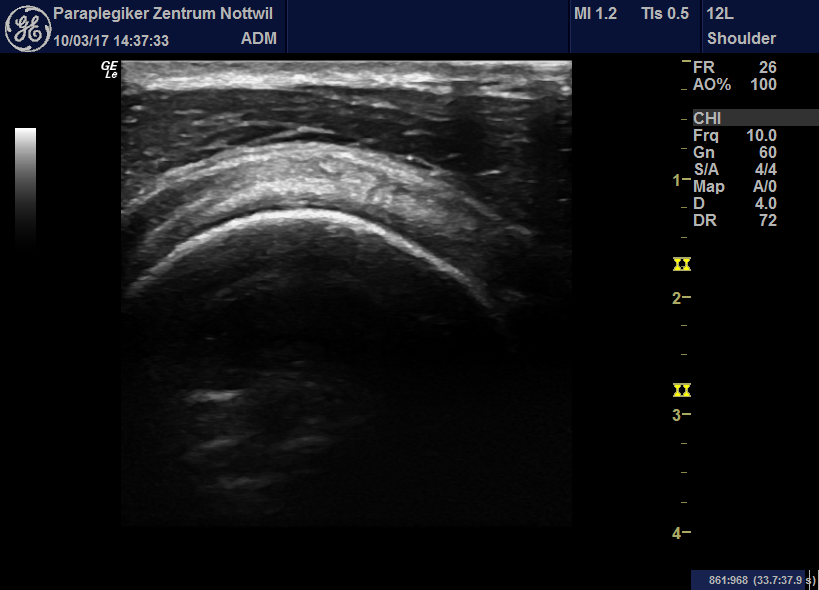 Paraplegiker Zentrum Nottwil
10/03/17 14:37:33 ADM
MI 1.2 TIs 0.5
12L
Shoulder
GE
Le
FR 26
AO% 100
CHI
Frq 10.0
Gn 60
S/A 4/4
Map A/0
D 4.0
DR 72
1
2
3
4
861:968 (33.7:37.9 s)